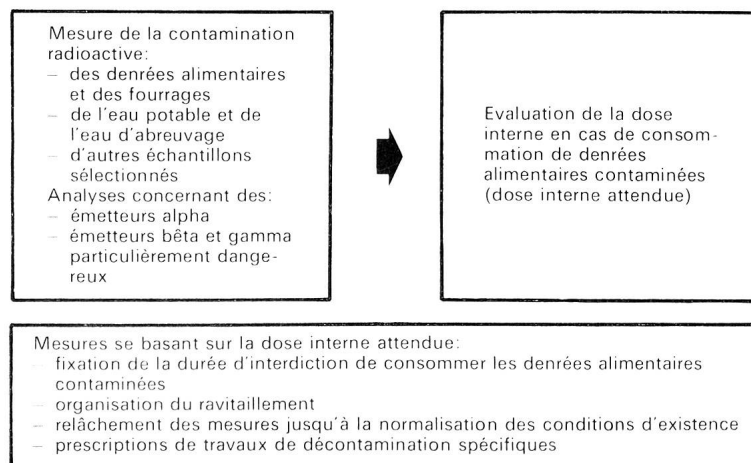 Mesure de la contamination
radioactive:
– des denrées alimentaires
et des fourrages
– de l'eau potable et de
l'eau d'abreuvage
– d'autres échantillons
sélectionnés
Analyses concernant des:
– émetteurs alpha
– émetteurs bêta et gamma
particulièrement dange-
reux
Evaluation de la dose
interne en cas de consom-
mation de denrées
alimentaires contaminées
(dose interne attendue)
Mesures se basant sur la dose interne attendue:
– fixation de la durée d'interdiction de consommer les denrées alimentaires
contaminées
– organisation du ravitaillement
– relâchement des mesures jusqu'à la normalisation des conditions d'existence
– prescriptions de travaux de décontamination spécifiques